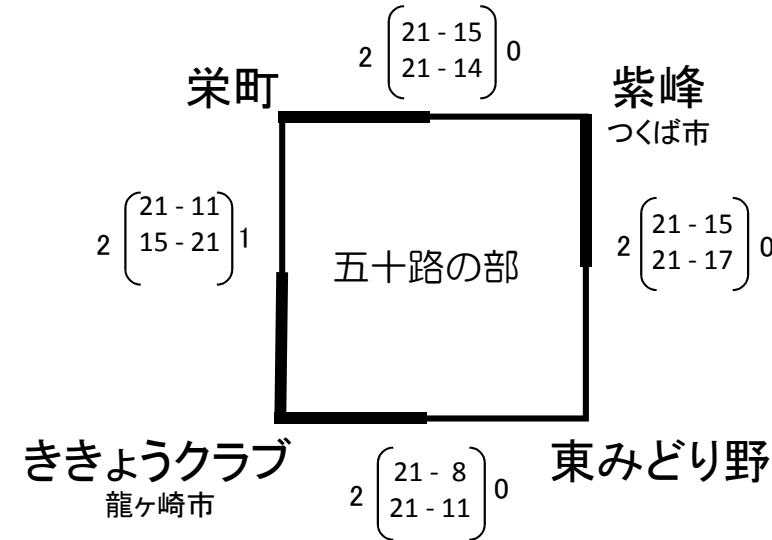 栄町
2 21 - 15 0
21 - 14
紫峰
つくば市
2 21 - 11 1
15 - 21
五十路の部
2 21 - 15 0
21 - 17
ききょうクラブ
龍ヶ崎市
2 21 - 8 0
21 - 11
東みどり野